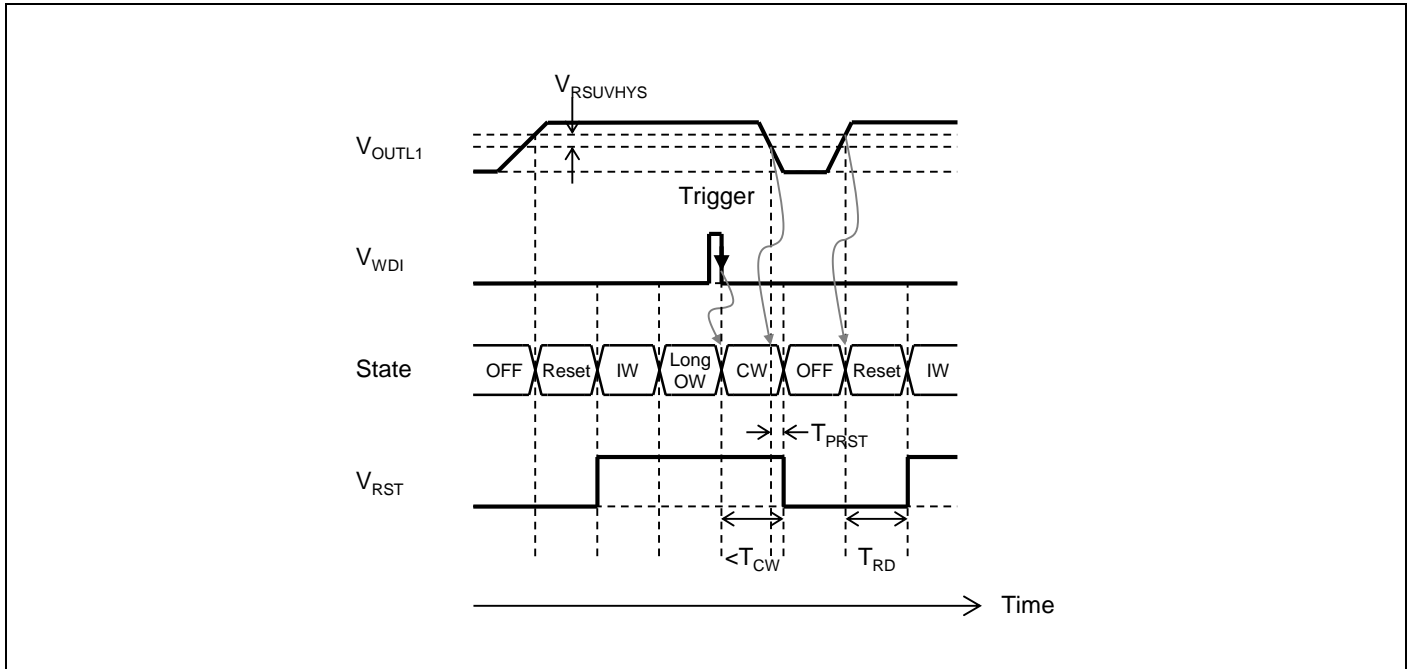 VRSUVHYS
VOUTL1
Trigger
VWDI
State
OFF Reset IW Long OW CW OFF Reset IW
TPRST
VRST
<TCW TRD
Time